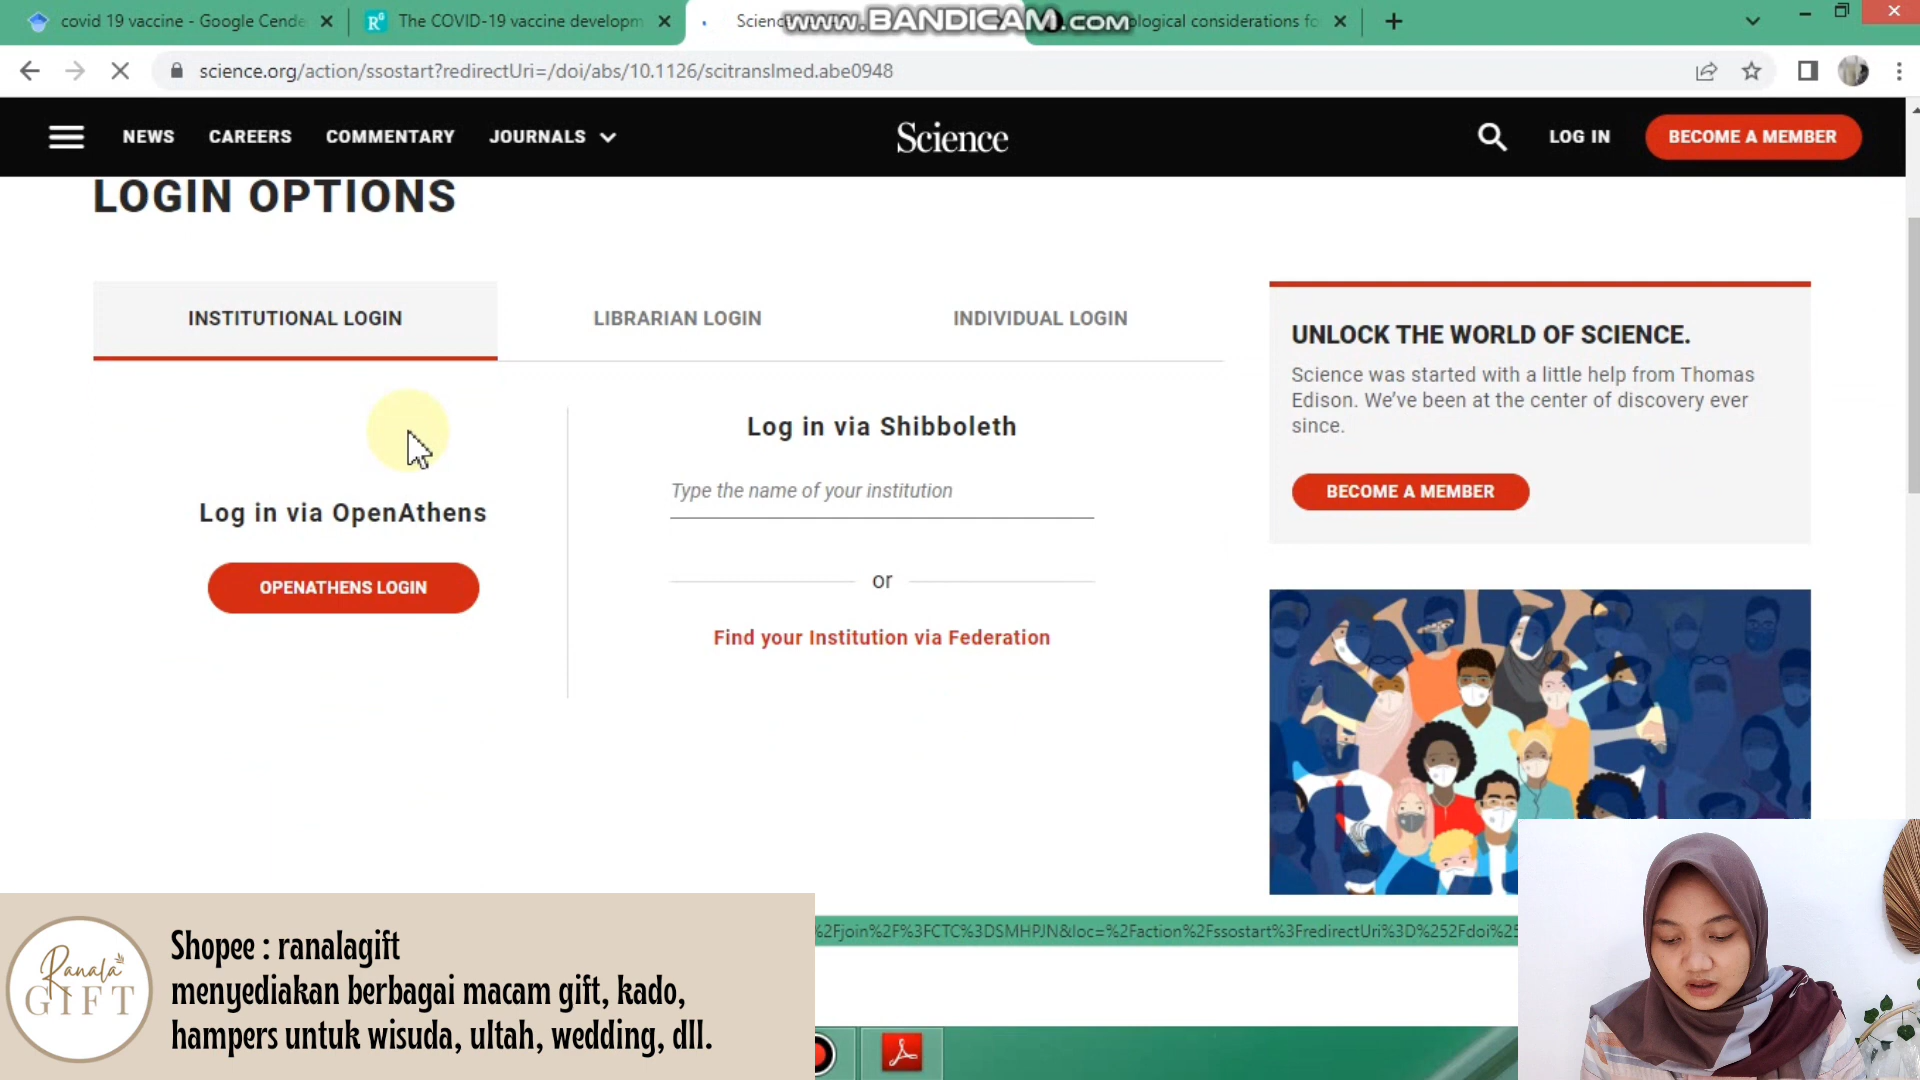 covid 19 vaccine - Google Cende
The COVID-19 vaccine developm
Scienc
www.BANDICAM.com
ological considerations fo
science.org/action/ssostart?redirectUri=/doi/abs/10.1126/scitranslmed.abe0948
NEWS
CAREERS
COMMENTARY
JOURNALS
Science
LOG IN
BECOME A MEMBER
LOGIN OPTIONS
INSTITUTIONAL LOGIN
LIBRARIAN LOGIN
INDIVIDUAL LOGIN
Log in via OpenAthens
OPENATHENS LOGIN
Log in via Shibboleth
Type the name of your institution
or
Find your Institution via Federation
UNLOCK THE WORLD OF SCIENCE.
Science was started with a little help from Thomas
Edison. We've been at the center of discovery ever
since.
BECOME A MEMBER
%2Fjoin%2F%3FCTC%3DSMHPJN&loc=%2Faction%2Fssostart%3FredirectUri%3D%252Fdoi%25
Ranala
GIFT
Shopee : ranalagift
menyediakan berbagai macam gift, kado,
hampers untuk wisuda, ultah, wedding, dll.